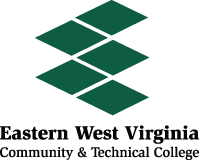 Eastern West Virginia
Community & Technical College